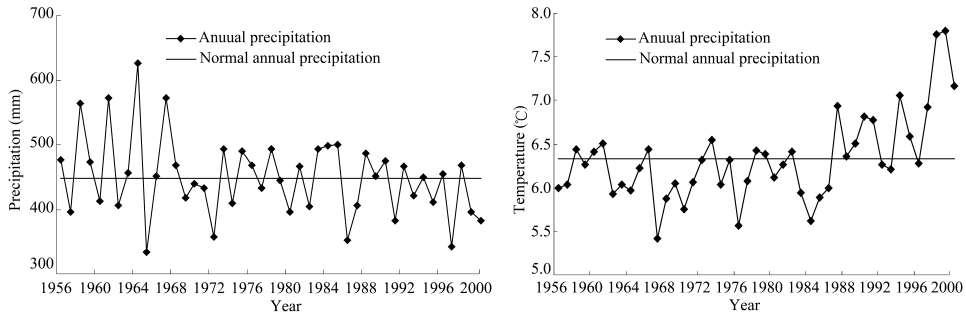 700
600
500
400
300
Precipitation (mm)
Anuual precipitation
Normal annual precipitation
1956 1960 1964 1968 1972 1976 1980 1984 1988 1992 1996 2000
Year
8.0
7.5
7.0
6.5
6.0
5.5
5.0
Temperature (℃)
Anuual precipitation
Normal annual precipitation
1956 1960 1964 1968 1972 1976 1980 1984 1988 1992 1996 2000
Year